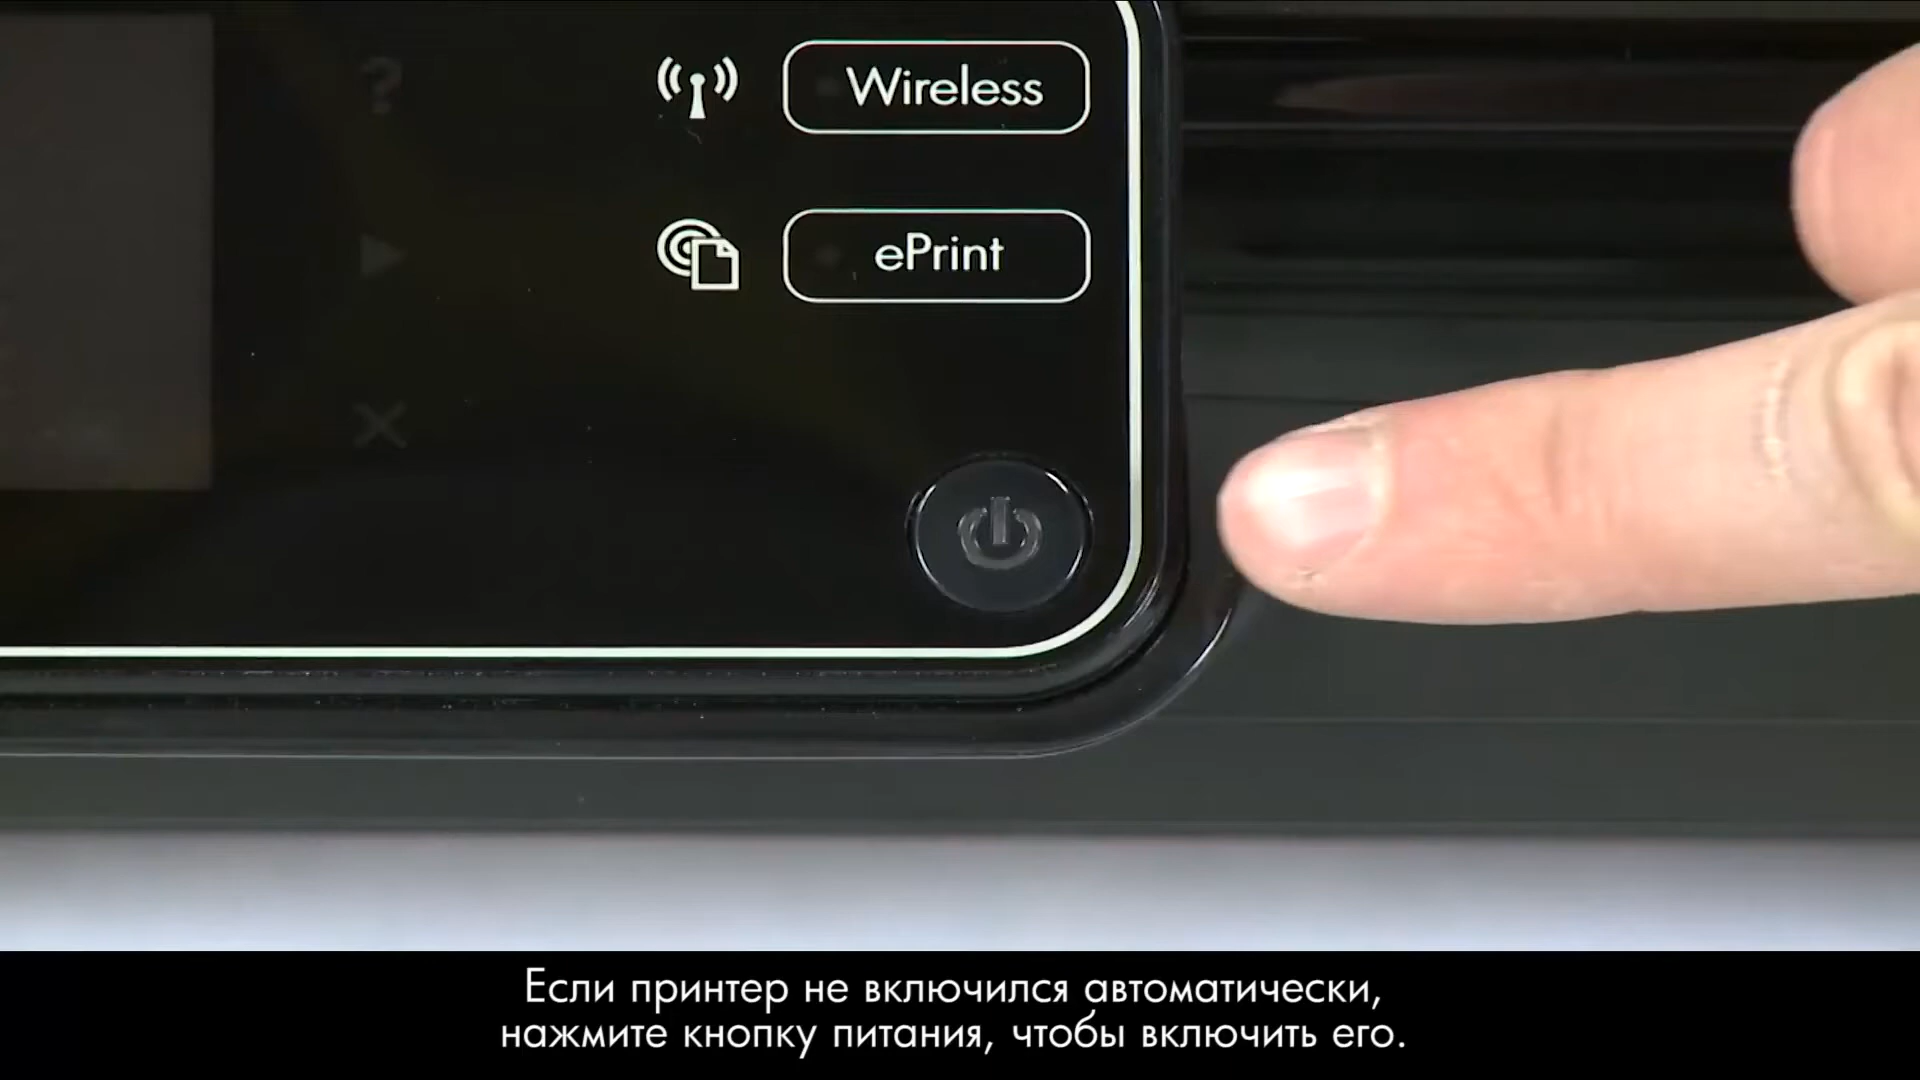 Wireless
ePrint
Если принтер не включился автоматически,
нажмите кнопку питания, чтобы включить его.